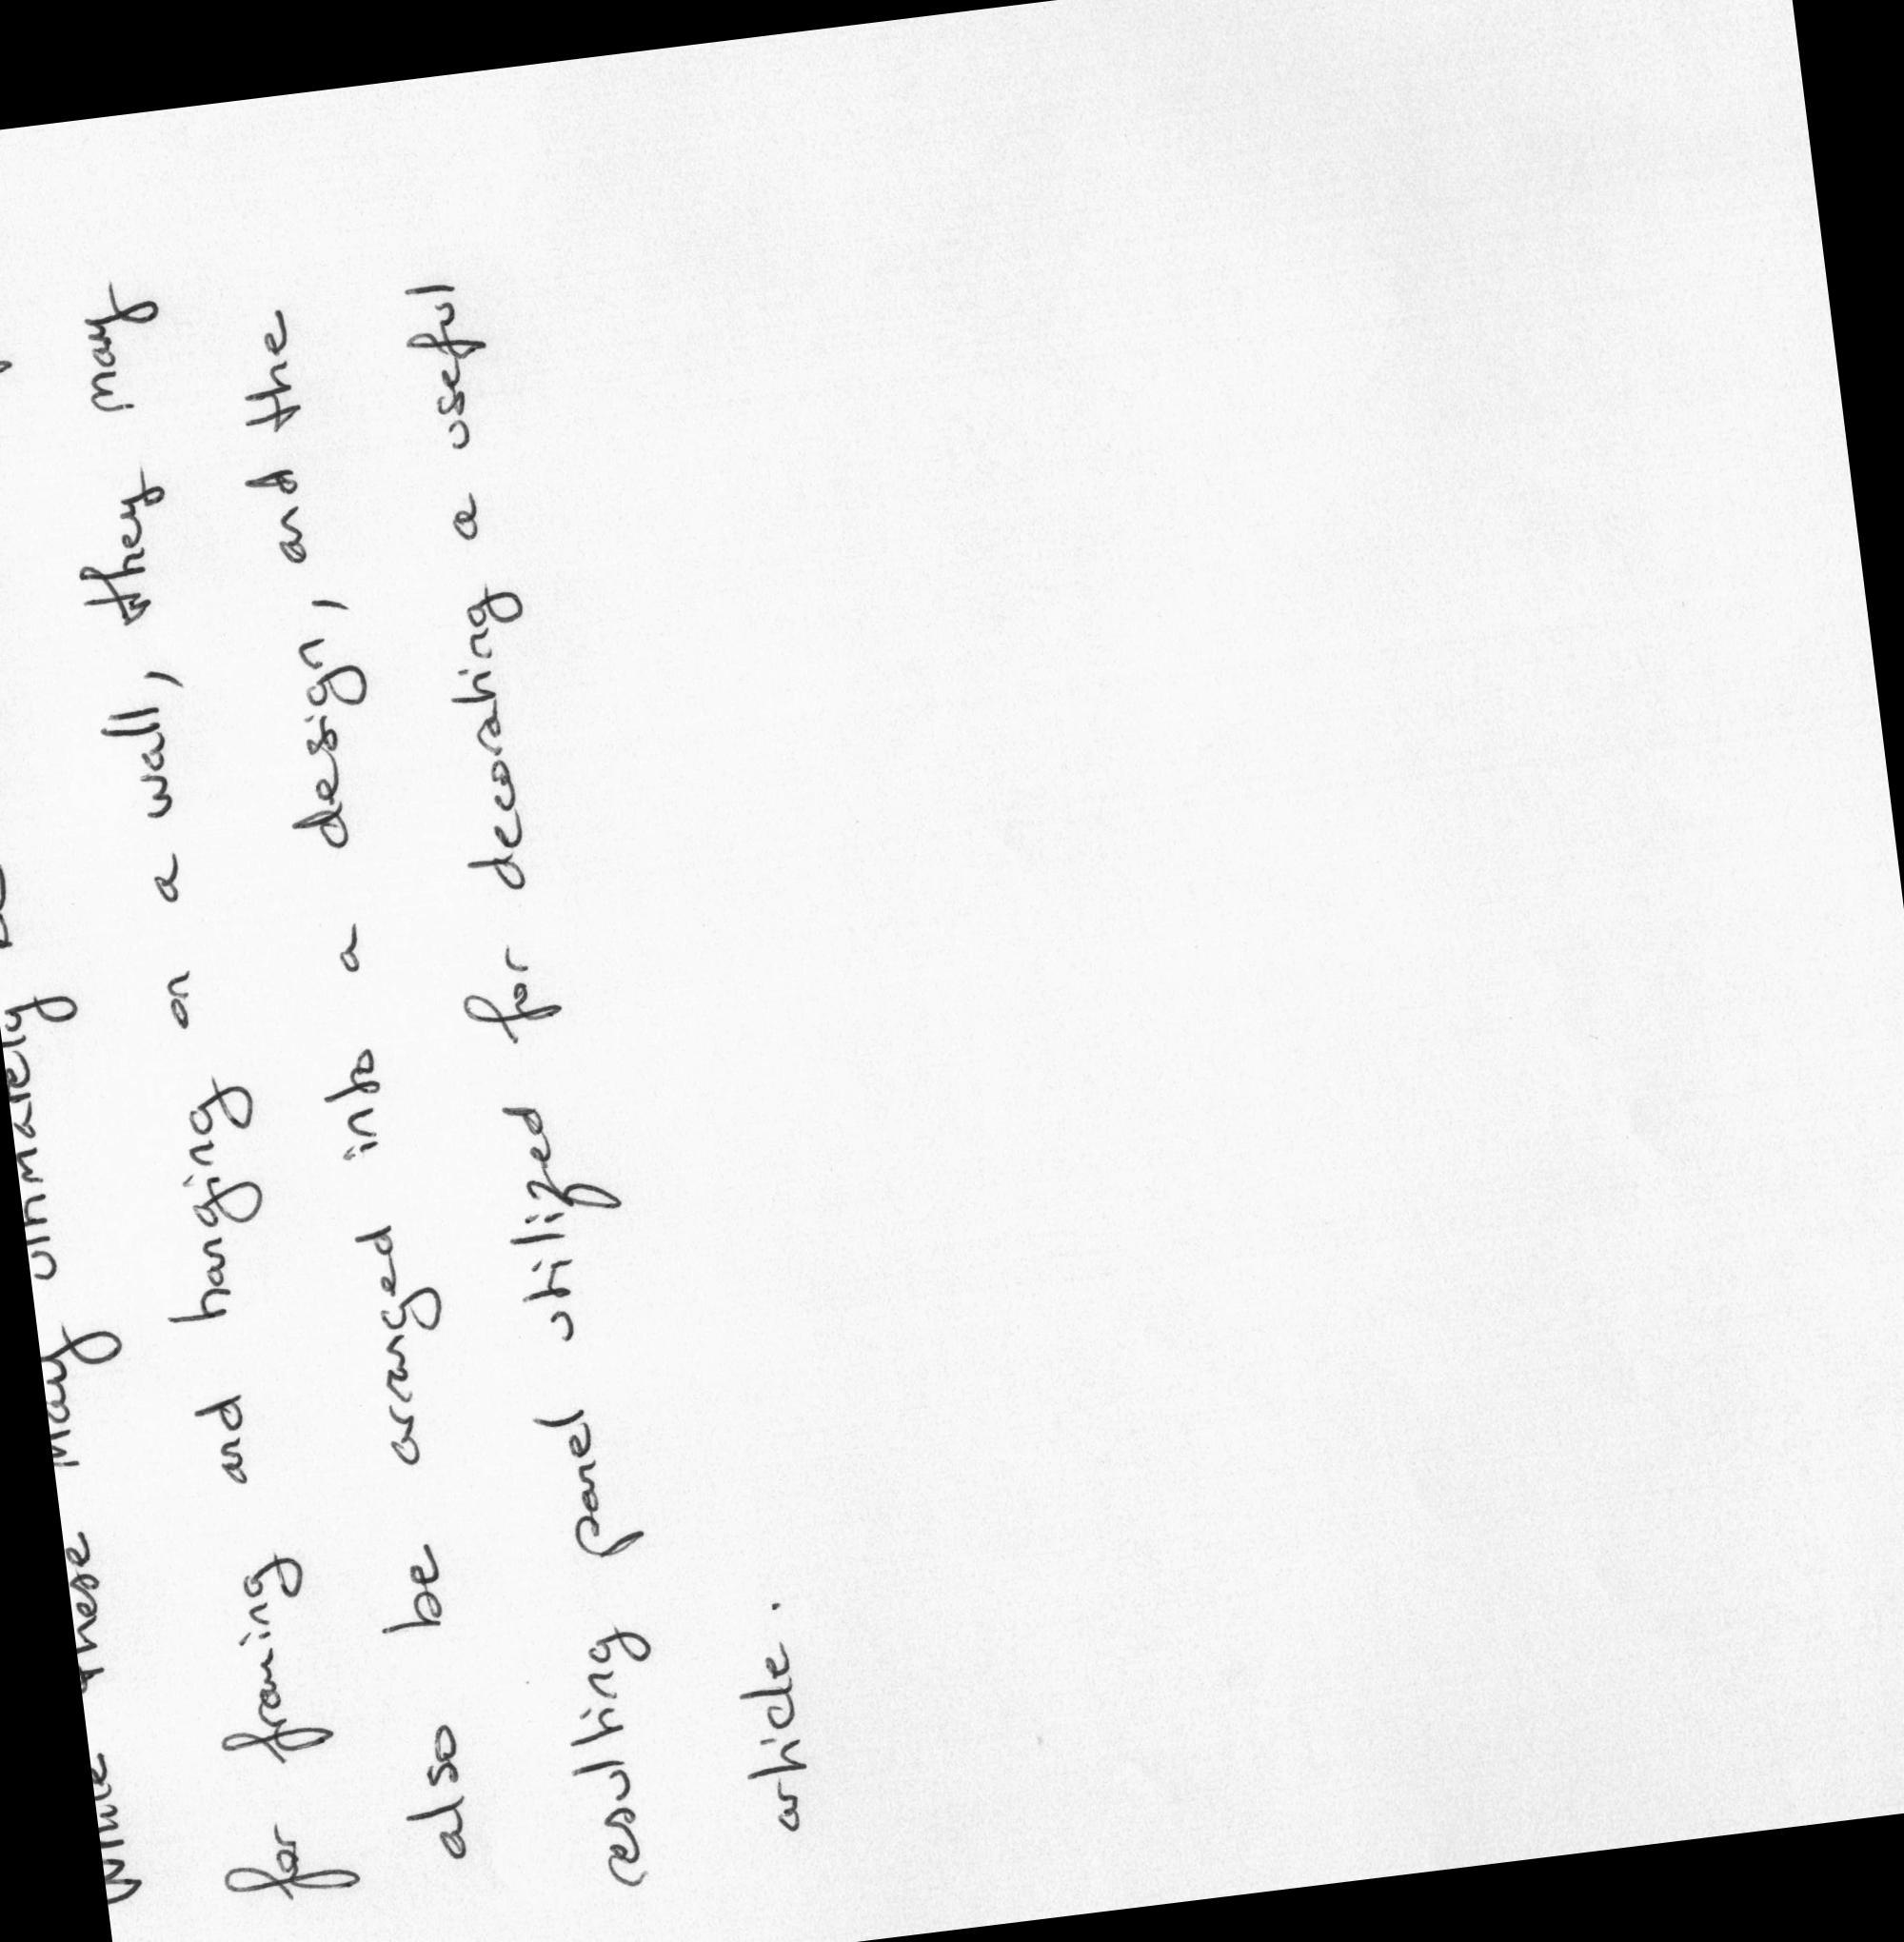 While these may ultimately be
for framing and hanging on a wall, they may
also be arranged into a design, and the
resulting panel utilized for decorating a useful
article.